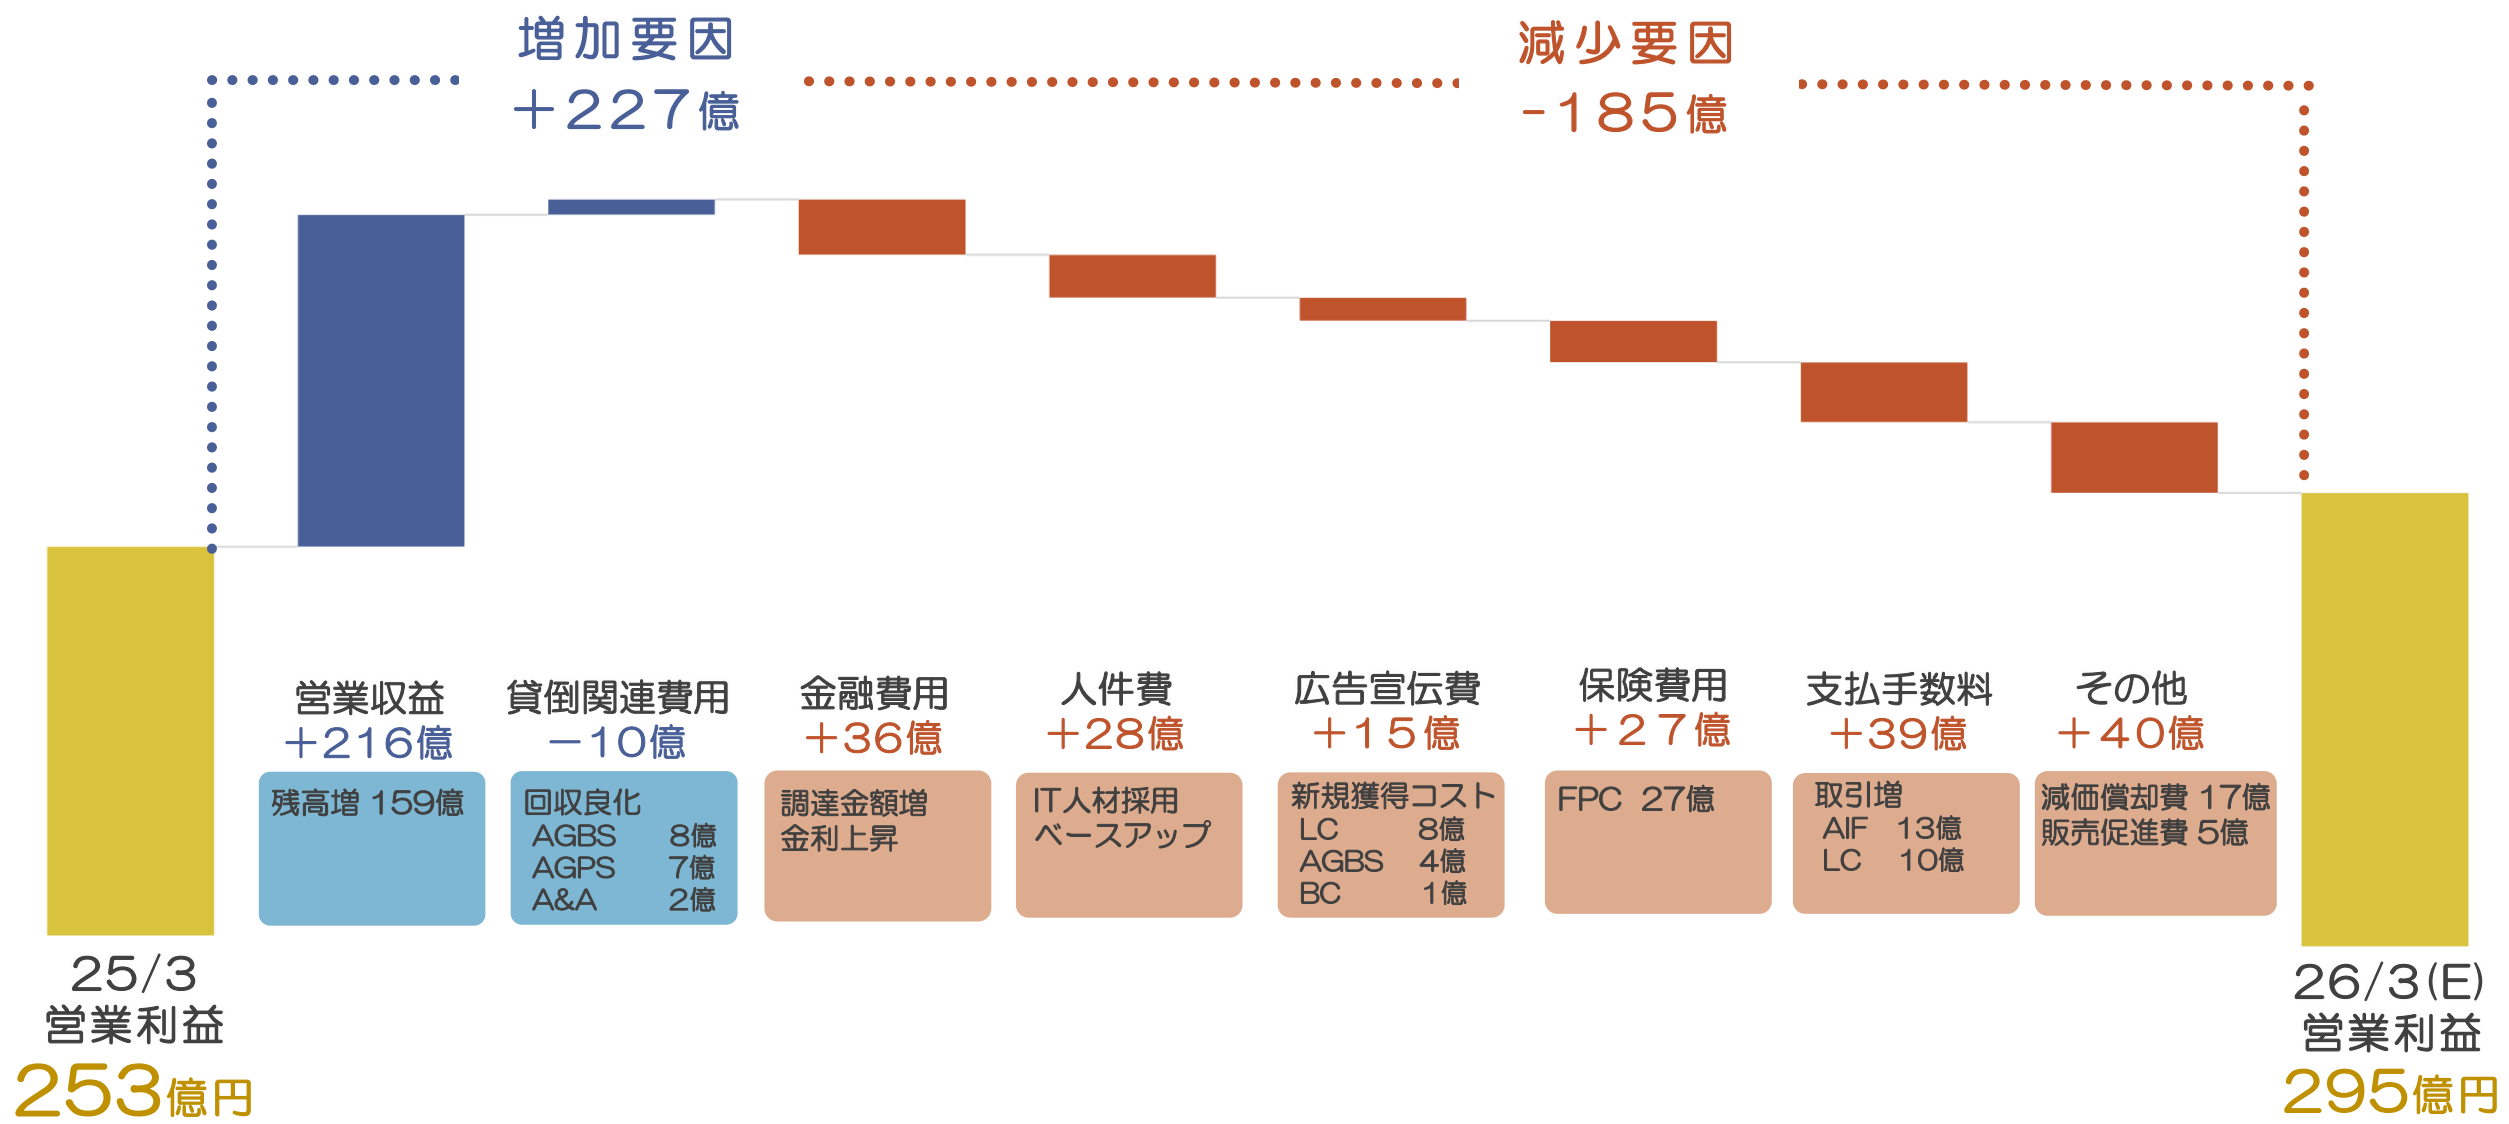 増加要因
+227億
減少要因
-185億
営業収益
+216億
残高増 199億
貸倒関連費用
-10億
回収長期化
AGBS 8億
AGPS 7億
A&A 2億
金融費用
+36億
調達金額増
金利上昇
人件費
+28億
IT人材採用
ベースアップ
広告宣伝費
+15億
新規獲得コスト
LC 8億
AGBS 4億
BC 1億
保険費用
+27億
FPC 27億
支払手数料
+39億
取引増
AIF 13億
LC 10億
その他
+40億
減価償却費 17億
販売促進費 5億
25/3
営業利益
253億円
26/3(E)
営業利益
295億円